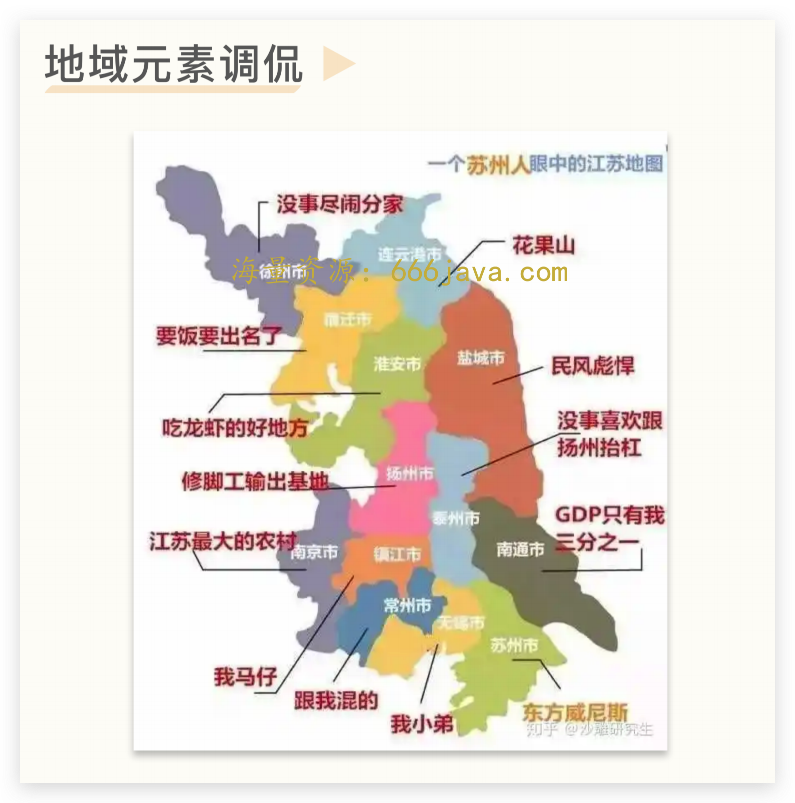 地域元素调侃
一个苏州人眼中的江苏地图
没事尽闹分家
花果山
连云港市
徐州市
海量资源：666java.com
宿迁市
要饭要出名了
淮安市
盐城市
民风彪悍
吃龙虾的好地方
没事喜欢跟
扬州抬杠
扬州市
修脚工输出基地
泰州市
GDP只有我
三分之一
江苏最大的农村
南京市
镇江市
南通市
常州市
无锡市
苏州市
我马仔
跟我混的
我小弟
东方威尼斯
知乎 @沙雕研究生